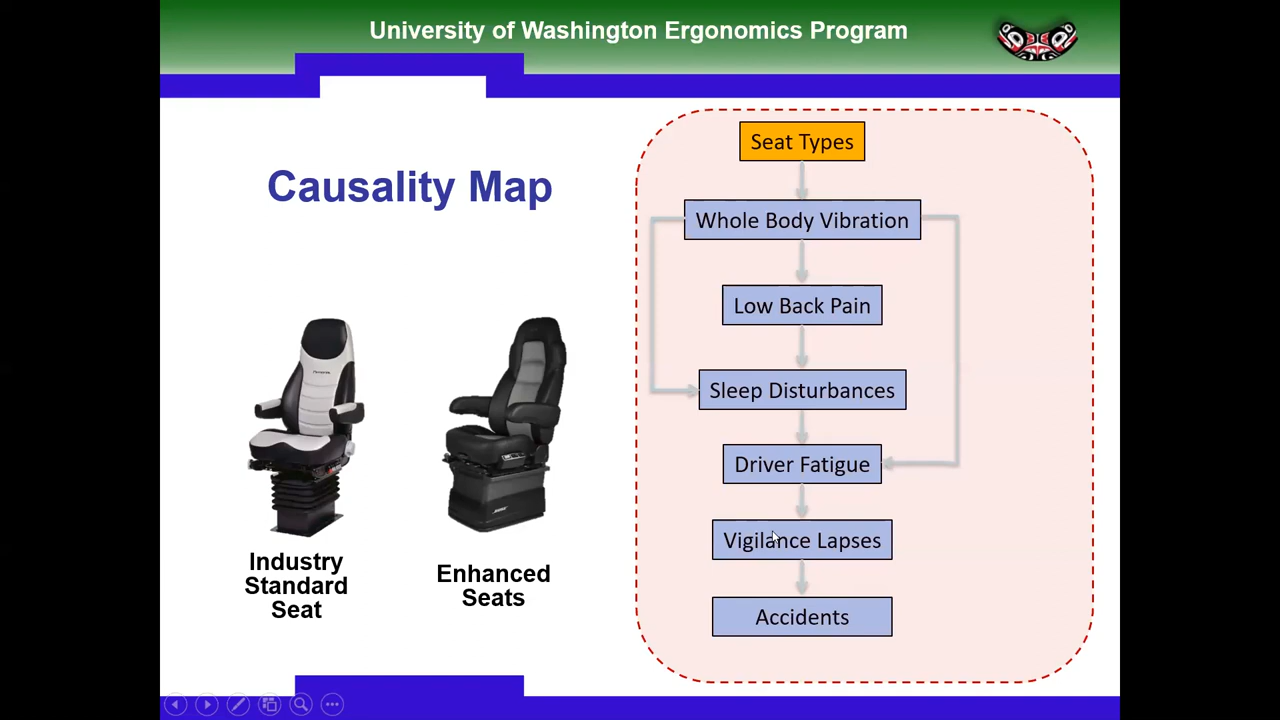 University of Washington Ergonomics Program
Causality Map
Industry
Standard
Seat
Enhanced
Seats
Seat Types
Whole Body Vibration
Low Back Pain
Sleep Disturbances
Driver Fatigue
Vigilance Lapses
Accidents